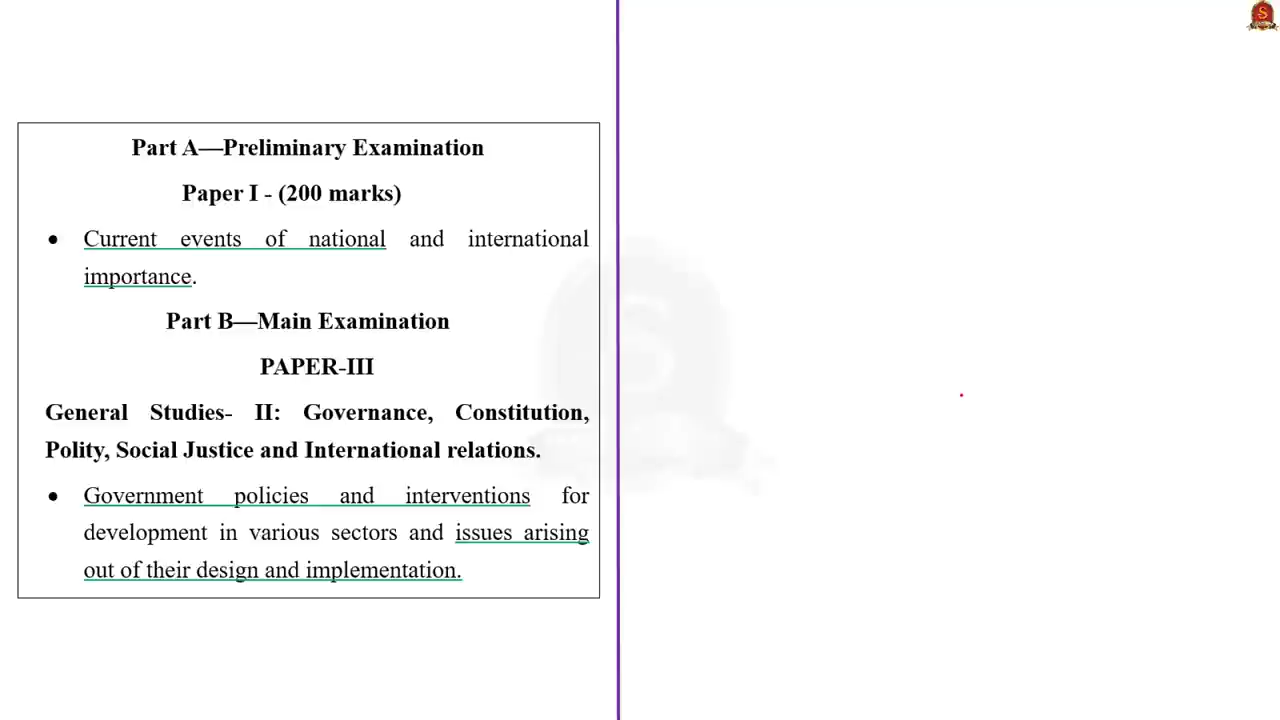 Part A—Preliminary Examination
Paper I - (200 marks)
• Current events of national and international
importance.
Part B—Main Examination
PAPER-III
General Studies- II: Governance, Constitution,
Polity, Social Justice and International relations.
• Government policies and interventions for
development in various sectors and issues arising
out of their design and implementation.
S